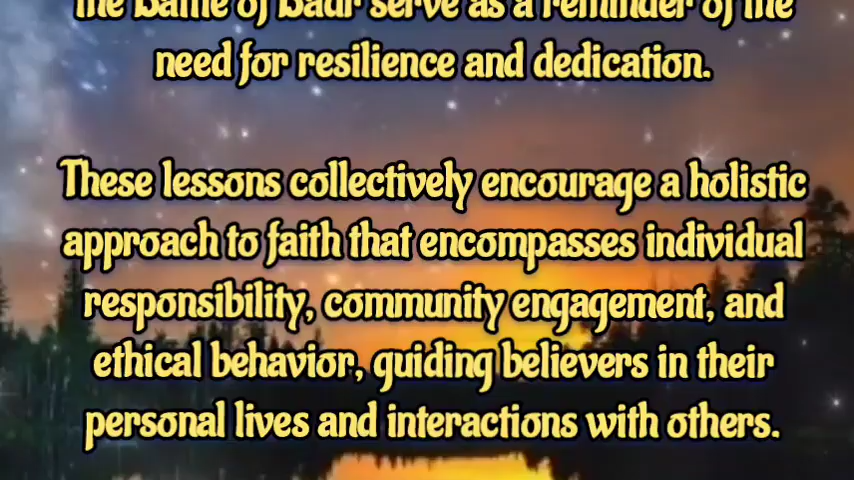 the Battle of Badr serve as a reminder of the
need for resilience and dedication.
These lessons collectively encourage a holistic
approach to faith that encompasses individual
responsibility, community engagement, and
ethical behavior, guiding believers in their
personal lives and interactions with others.